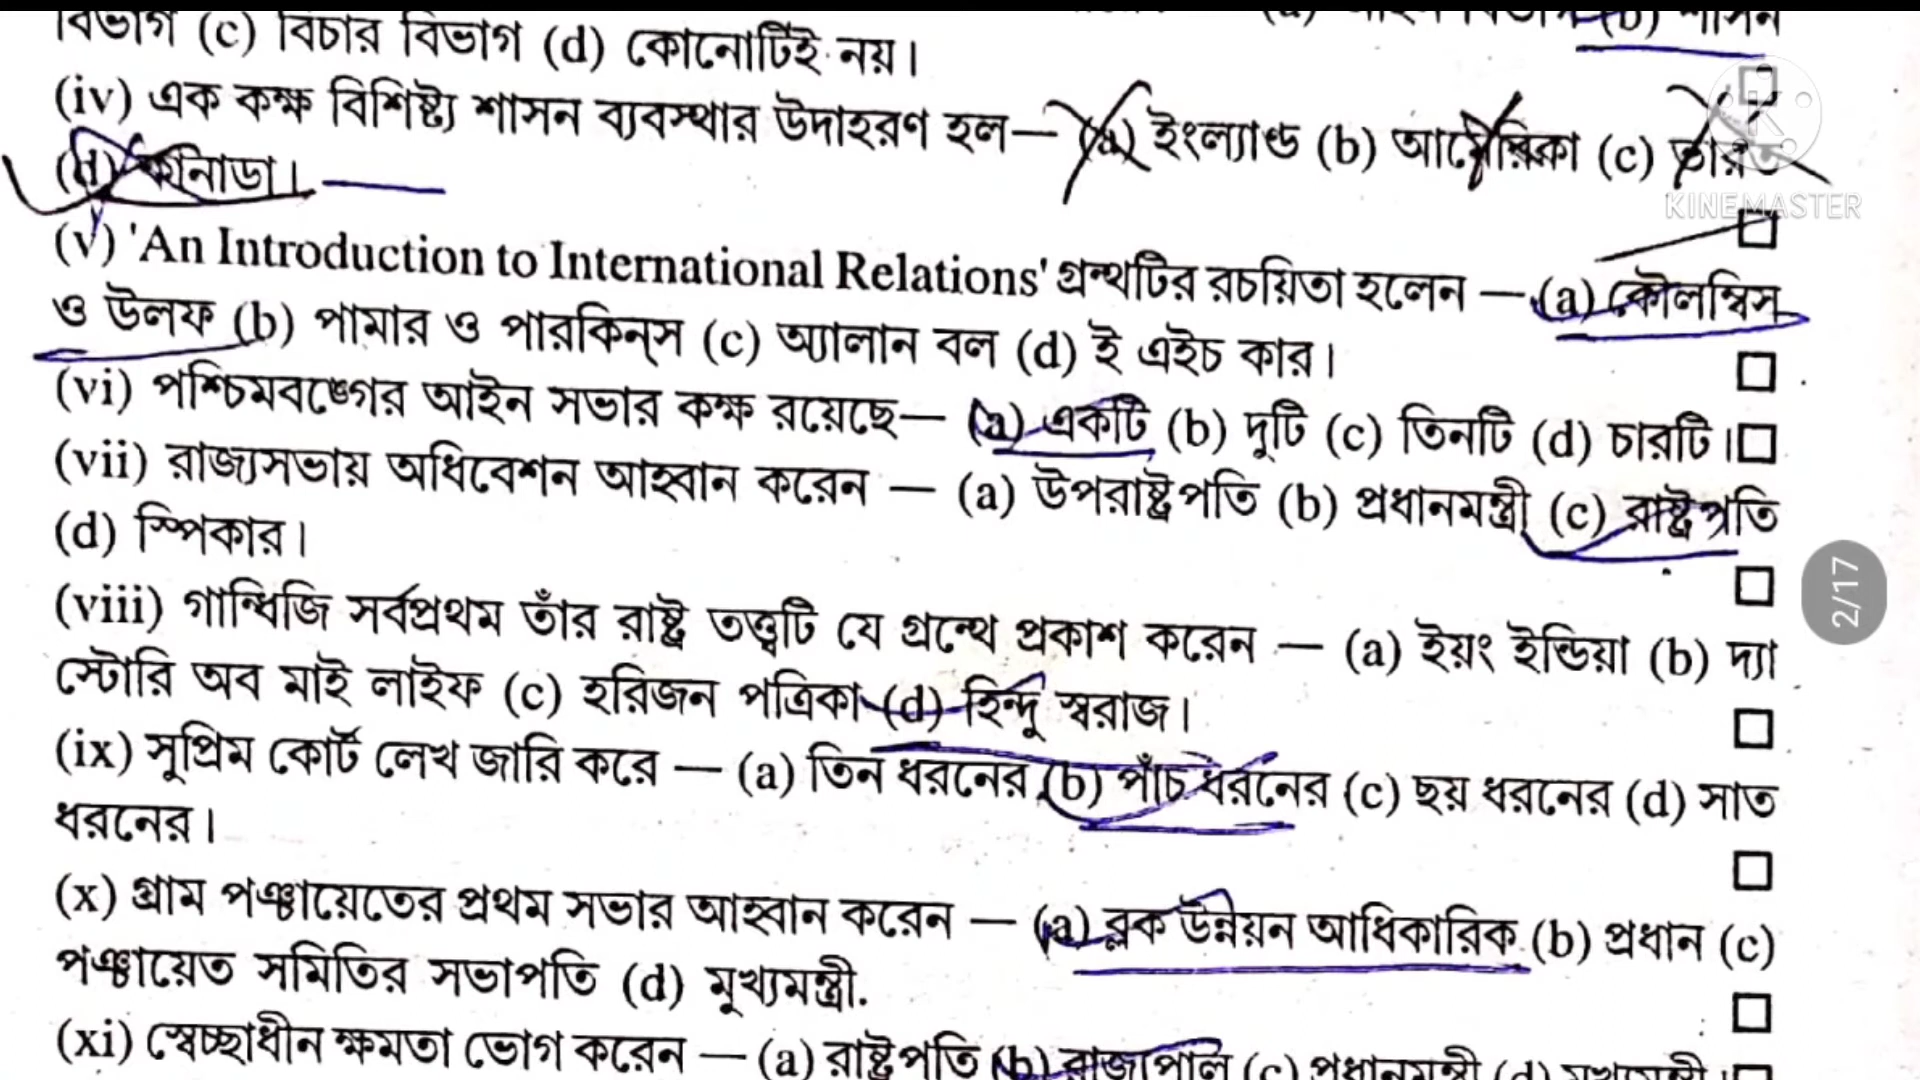 বিভাগ (c) বিচার বিভাগ (d) কোনোটিই নয়।
(iv) এক কক্ষ বিশিষ্ট্য শাসন ব্যবস্থার উদাহরণ হল— (a) ইংল্যাণ্ড (b) আমেরিকা (c) ভারত
(d) কানাডা।
KINEMASTER
(v) 'An Introduction to International Relations' গ্রন্থটির রচয়িতা হলেন — (a) কৌলম্বিস
ও উলফ (b) পামার ও পারকিন্‌স (c) অ্যালান বল (d) ই এইচ কার।
(vi) পশ্চিমবঙ্গের আইন সভার কক্ষ রয়েছে— (a) একটি (b) দুটি (c) তিনটি (d) চারটি।
(vii) রাজ্যসভায় অধিবেশন আহ্বান করেন — (a) উপরাষ্ট্রপতি (b) প্রধানমন্ত্রী (c) রাষ্ট্রপতি
(d) স্পিকার।
2/17
(viii) গান্ধিজি সর্বপ্রথম তাঁর রাষ্ট্র তত্ত্বটি যে গ্রন্থে প্রকাশ করেন — (a) ইয়ং ইন্ডিয়া (b) দ্যা
স্টোরি অব মাই লাইফ (c) হরিজন পত্রিকা (d) হিন্দু স্বরাজ।
(ix) সুপ্রিম কোর্ট লেখ জারি করে — (a) তিন ধরনের (b) পাঁচ ধরনের (c) ছয় ধরনের (d) সাত
ধরনের।
(x) গ্রাম পঞ্চায়েতের প্রথম সভার আহ্বান করেন — (a) ব্লক উন্নয়ন আধিকারিক (b) প্রধান (c)
পঞ্চায়েত সমিতির সভাপতি (d) মুখ্যমন্ত্রী.
(xi) স্বেচ্ছাধীন ক্ষমতা ভোগ করেন — (a) রাষ্ট্রপতি (b) রাজ্যপাল (c) প্রধানমন্ত্রী (d) মুখ্যমন্ত্রী।